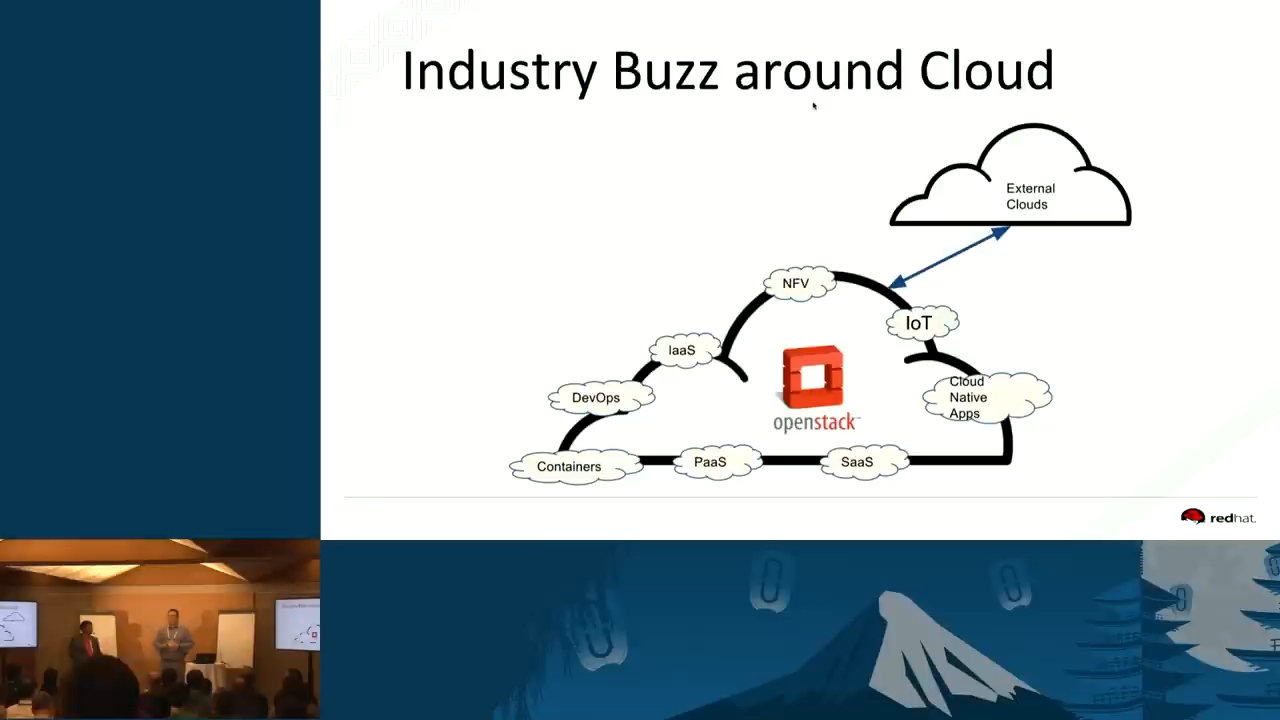 Industry Buzz around Cloud
External
Clouds
NFV
IoT
IaaS
Cloud
Native
Apps
DevOps
openstack
Containers
PaaS
SaaS
redhat.